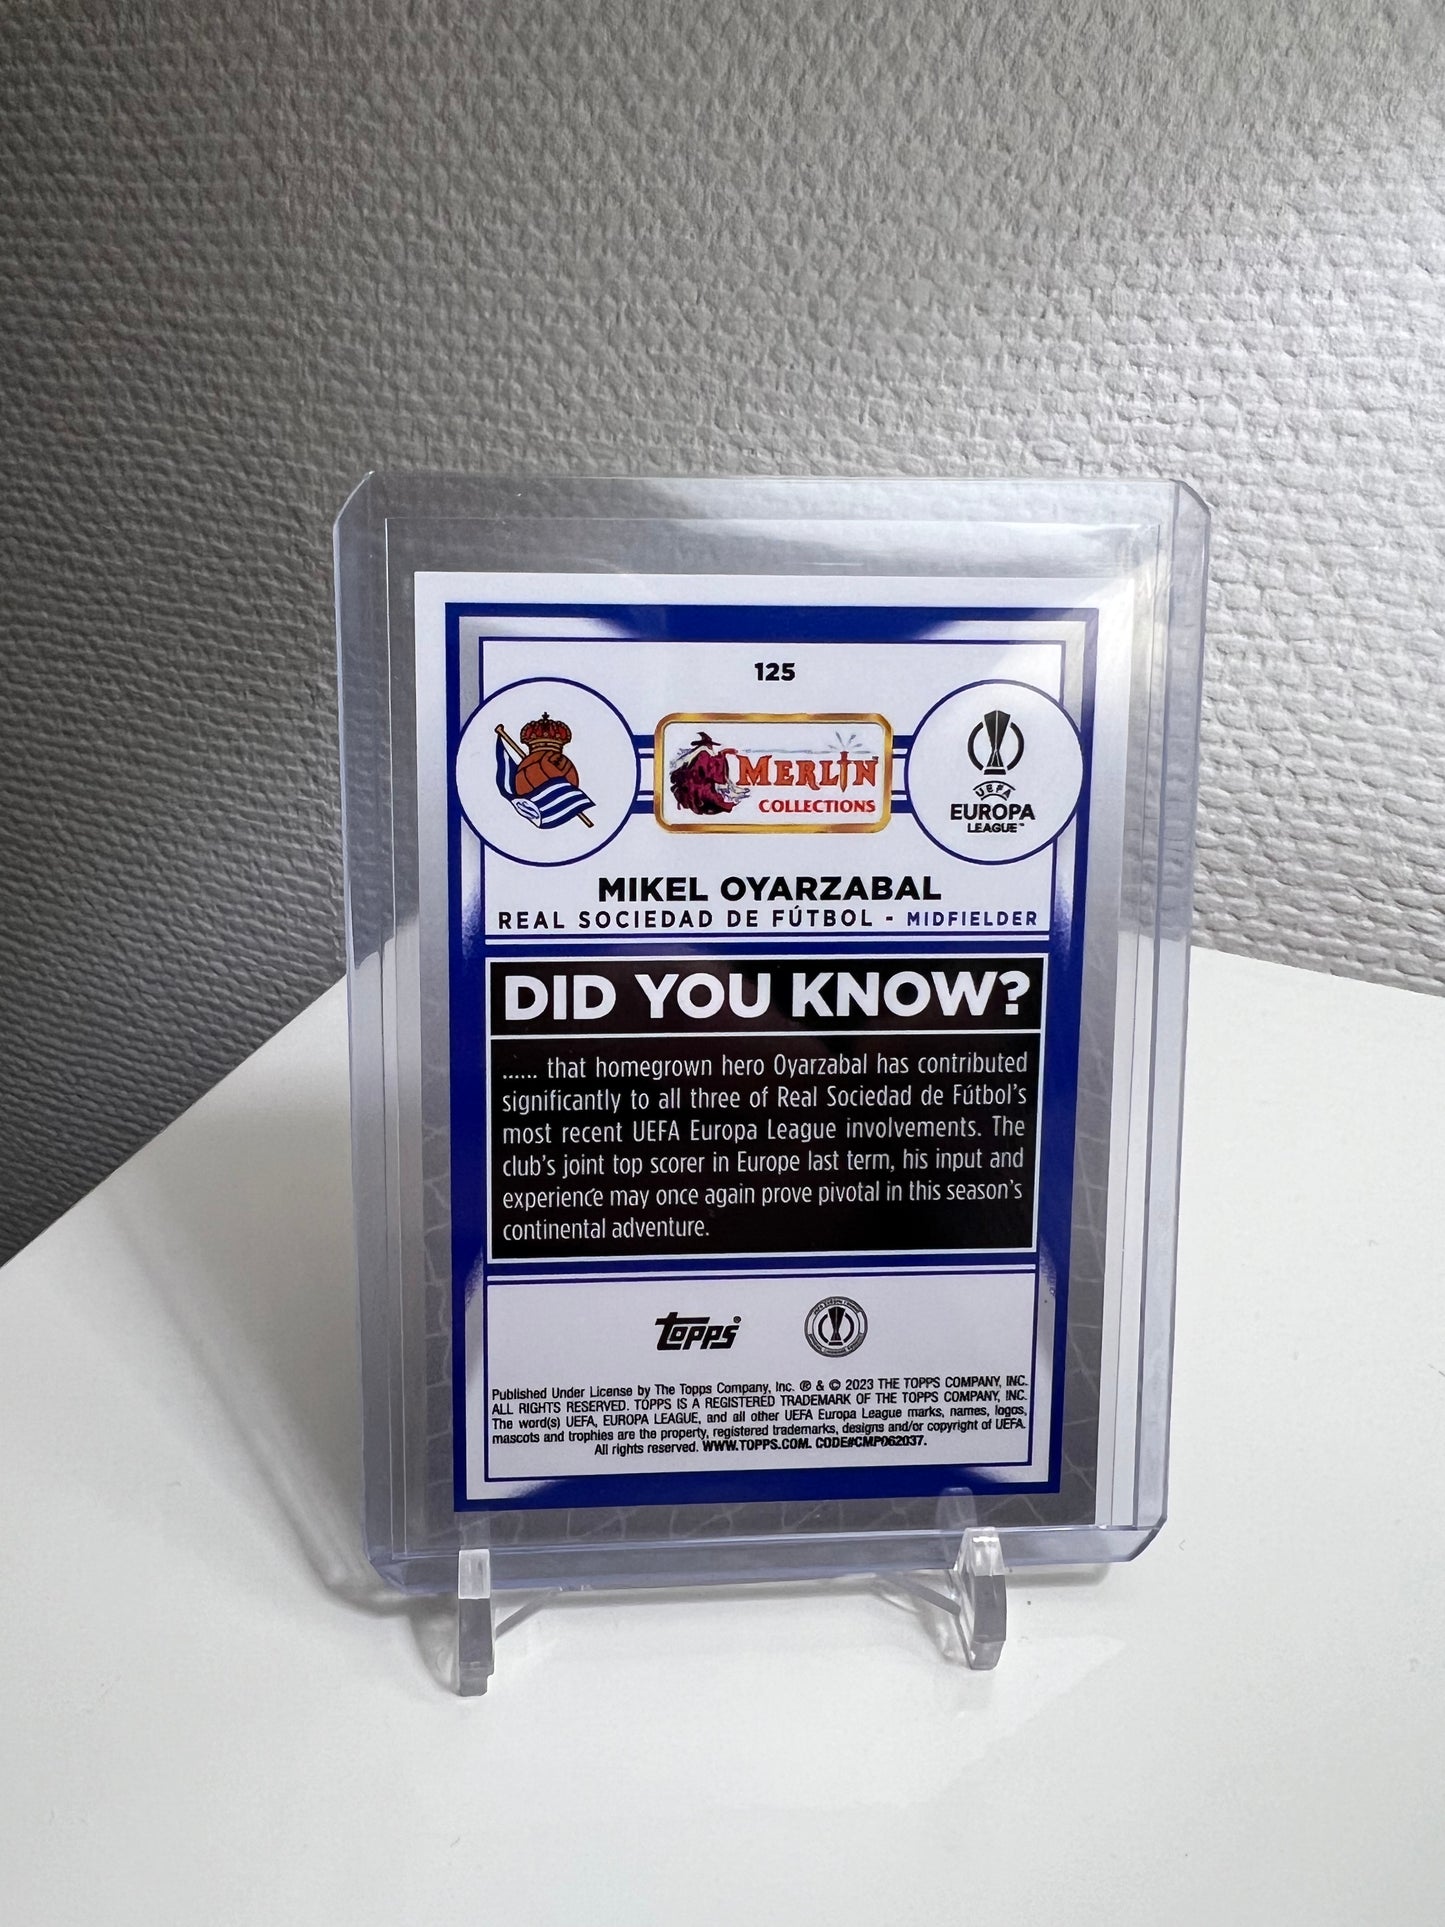 125
MERLIN
COLLECTIONS
UEFA
EUROPA
LEAGUE™
MIKEL OYARZABAL
REAL SOCIEDAD DE FÚTBOL - MIDFIELDER
DID YOU KNOW?
...... that homegrown hero Oyarzabal has contributed
significantly to all three of Real Sociedad de Fútbol's
most recent UEFA Europa League involvements. The
club's joint top scorer in Europe last term, his input and
experience may once again prove pivotal in this season's
continental adventure.
topps®
Published Under License by The Topps Company, Inc. ® & © 2023 THE TOPPS COMPANY, INC.
ALL RIGHTS RESERVED. TOPPS IS A REGISTERED TRADEMARK OF THE TOPPS COMPANY, INC.
The word(s) UEFA, EUROPA LEAGUE, and all other UEFA Europa League marks, names, logos,
mascots and trophies are the property, registered trademarks, designs and/or copyright of UEFA.
All rights reserved. WWW.TOPPS.COM. CODE#CMP062037.